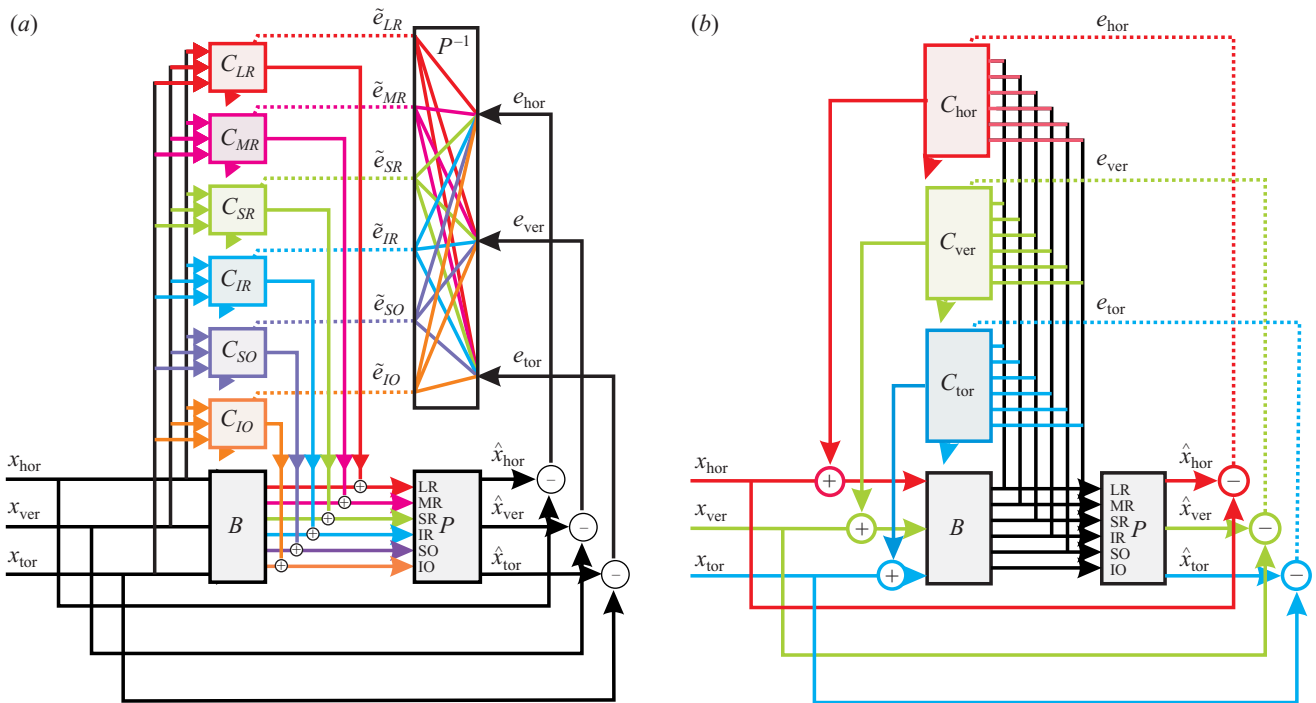 (a)
ẽ_LR
P⁻¹
C_LR
ẽ_MR
e_hor
C_MR
ẽ_SR
C_SR
ẽ_IR
e_ver
C_IR
ẽ_SO
C_SO
e_tor
ẽ_IO
C_IO
x_hor
x_ver
x_tor
B
+
+
+
+
+
+
LR
MR
SR
IR
SO
IO
P
x̂_hor
x̂_ver
x̂_tor
−
−
−
(b)
e_hor
C_hor
e_ver
C_ver
e_tor
C_tor
x_hor
x_ver
x_tor
+
+
+
B
LR
MR
SR
IR
SO
IO
P
x̂_hor
x̂_ver
x̂_tor
−
−
−